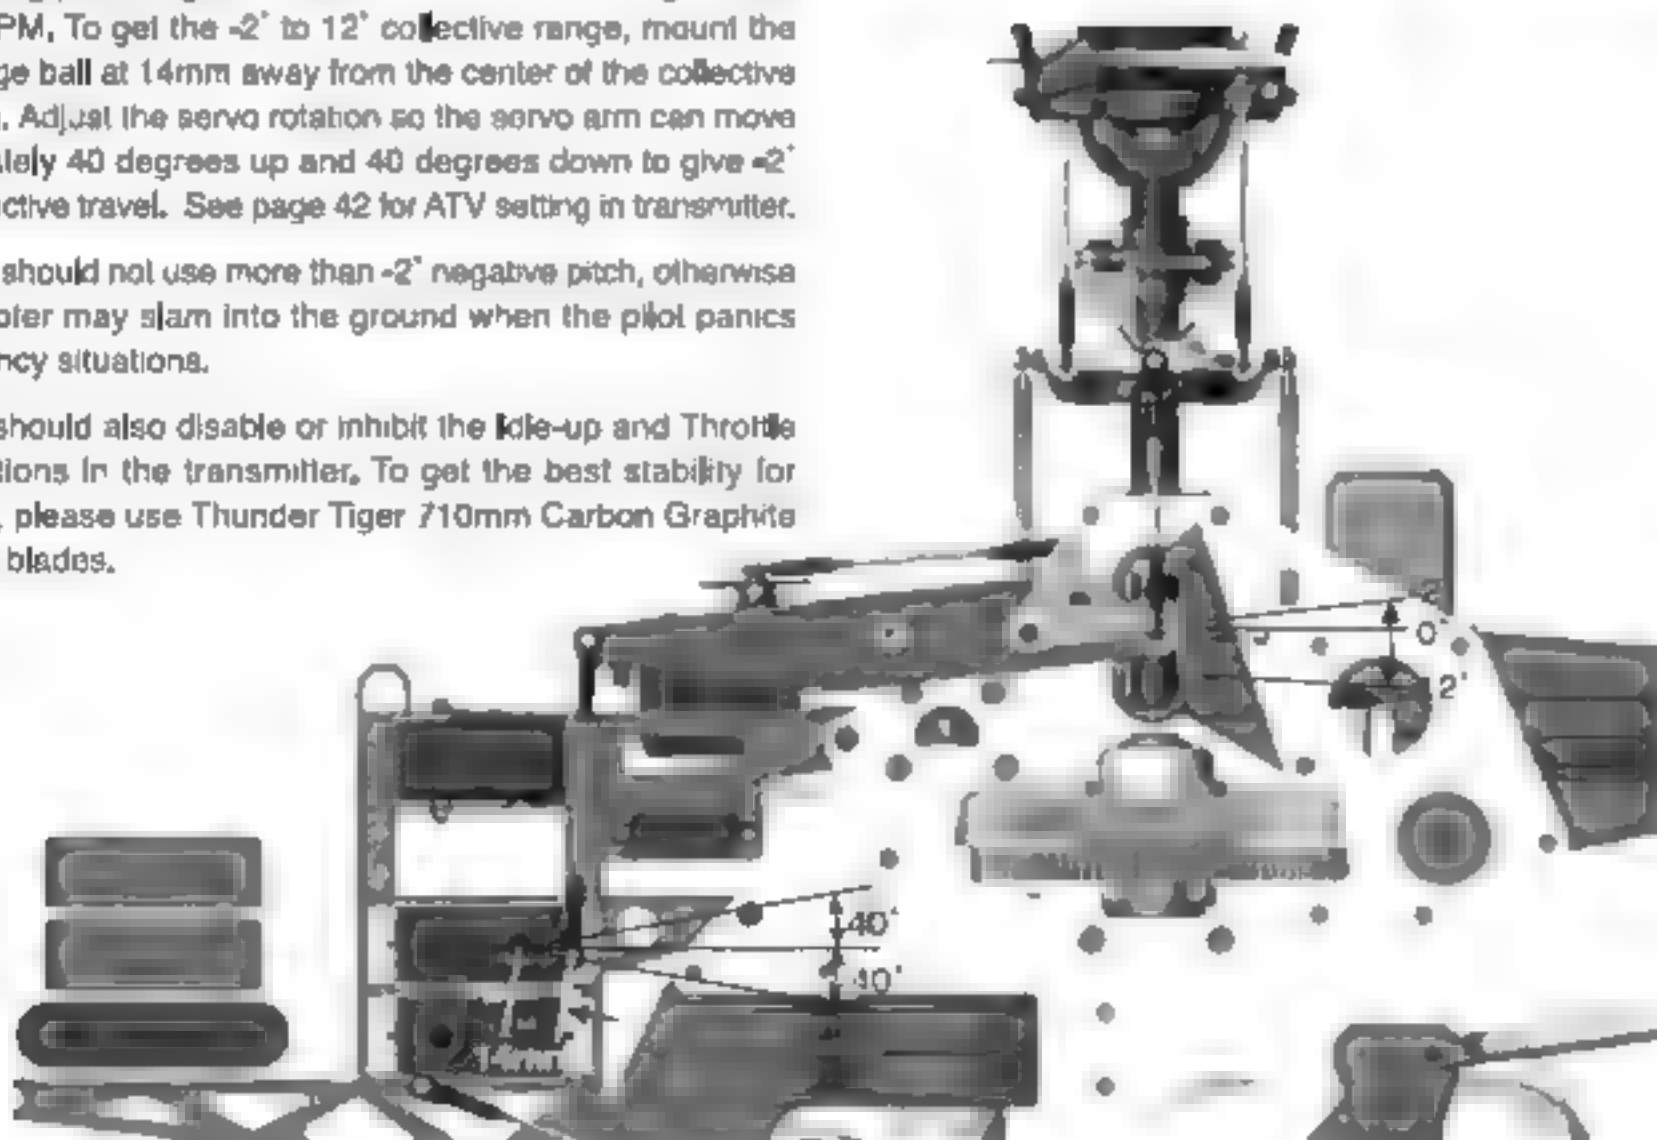 PM. To get the -2° to 12° collective range, mount the
ge ball at 14mm away from the center of the collective
. Adjust the servo rotation so the servo arm can move
tely 40 degrees up and 40 degrees down to give -2°
ctive travel. See page 42 for ATV setting in transmitter.
should not use more than -2° negative pitch, otherwise
pter may slam into the ground when the pilot panics
ncy situations.
should also disable or inhibit the Idle-up and Throttle
tions in the transmitter. To get the best stability for
, please use Thunder Tiger 710mm Carbon Graphite
blades.
0°
2°
40°
40°
14mm